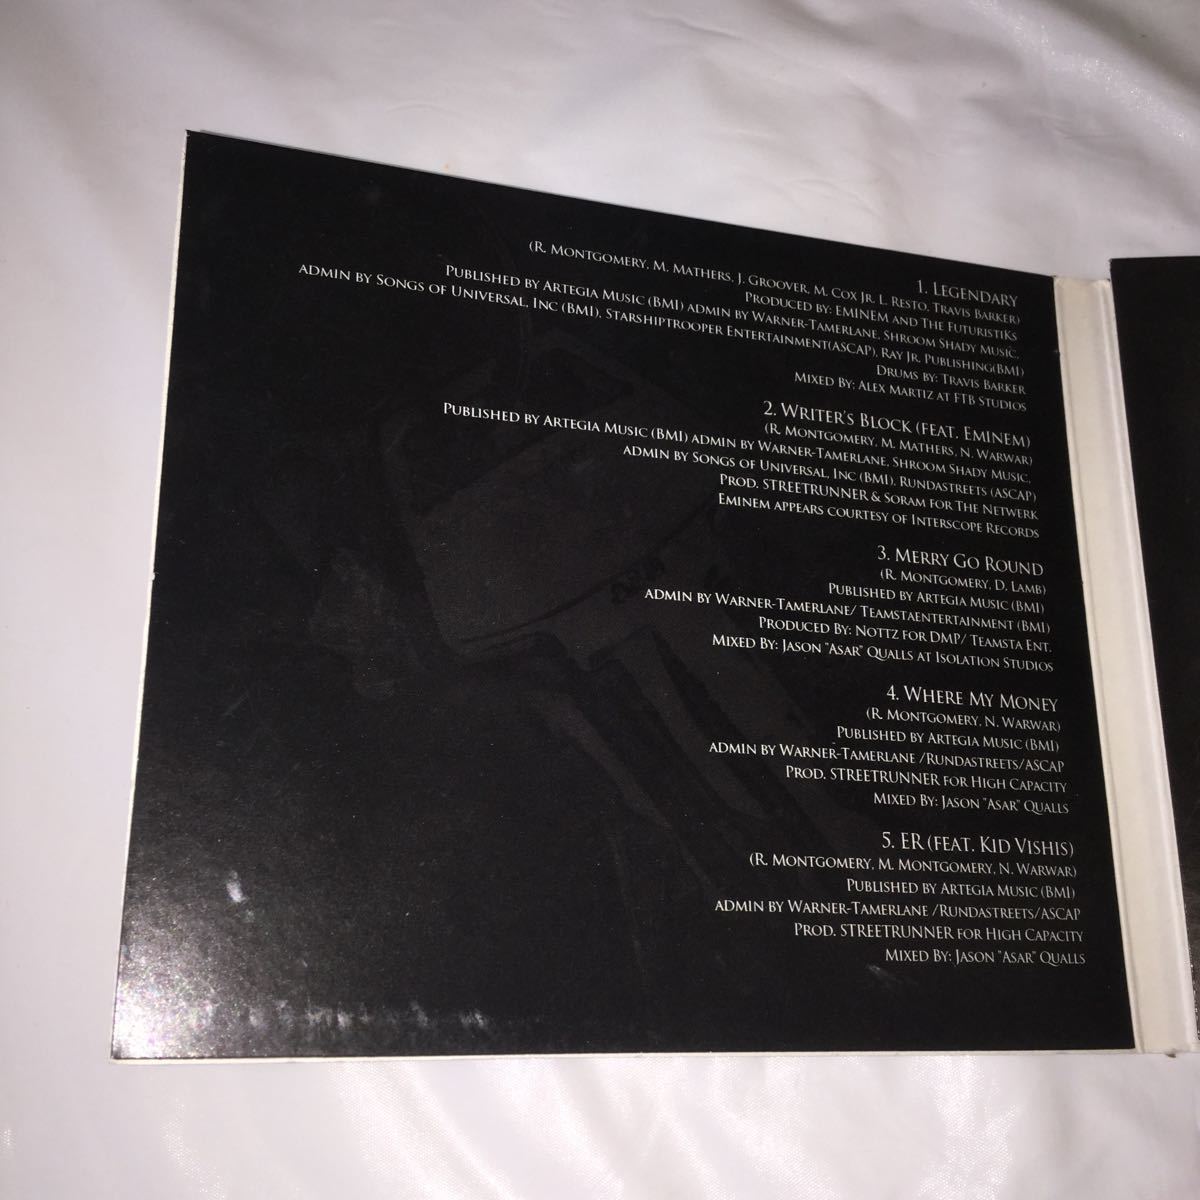 1. Legendary
(R. Montgomery, M. Mathers, J. Groover, M. Cox Jr. L. Resto, Travis Barker)
Produced by: Eminem and The Futuristiks
Published by Artegia Music (BMI) admin by Warner-Tamerlane, Shroom Shady Music,
admin by Songs of Universal, Inc (BMI), Starshiptrooper Entertainment(ASCAP), Ray Jr. Publishing(BMI)
Drums by: Travis Barker
Mixed By: Alex Martiz at FTB Studios
2. Writer's Block (feat. Eminem)
(R. Montgomery, M. Mathers, N. Warwar)
Published by Artegia Music (BMI) admin by Warner-Tamerlane, Shroom Shady Music,
admin by Songs of Universal, Inc (BMI), Rundastreets (ASCAP)
Prod. STREETRUNNER & Soram for The Netwerk
Eminem appears courtesy of Interscope Records
3. Merry Go Round
(R. Montgomery, D. Lamb)
Published by Artegia Music (BMI)
admin by Warner-Tamerlane/ Teamstaentertainment (BMI)
Produced By: Nottz for DMP/ Teamsta Ent.
Mixed By: Jason "Asar" Qualls at Isolation Studios
4. Where My Money
(R. Montgomery, N. Warwar)
Published by Artegia Music (BMI)
admin by Warner-Tamerlane /Rundastreets/ASCAP
Prod. STREETRUNNER for High Capacity
Mixed By: Jason "Asar" Qualls
5. ER (feat. Kid Vishis)
(R. Montgomery, M. Montgomery, N. Warwar)
Published by Artegia Music (BMI)
admin by Warner-Tamerlane /Rundastreets/ASCAP
Prod. STREETRUNNER for High Capacity
Mixed By: Jason "Asar" Qualls